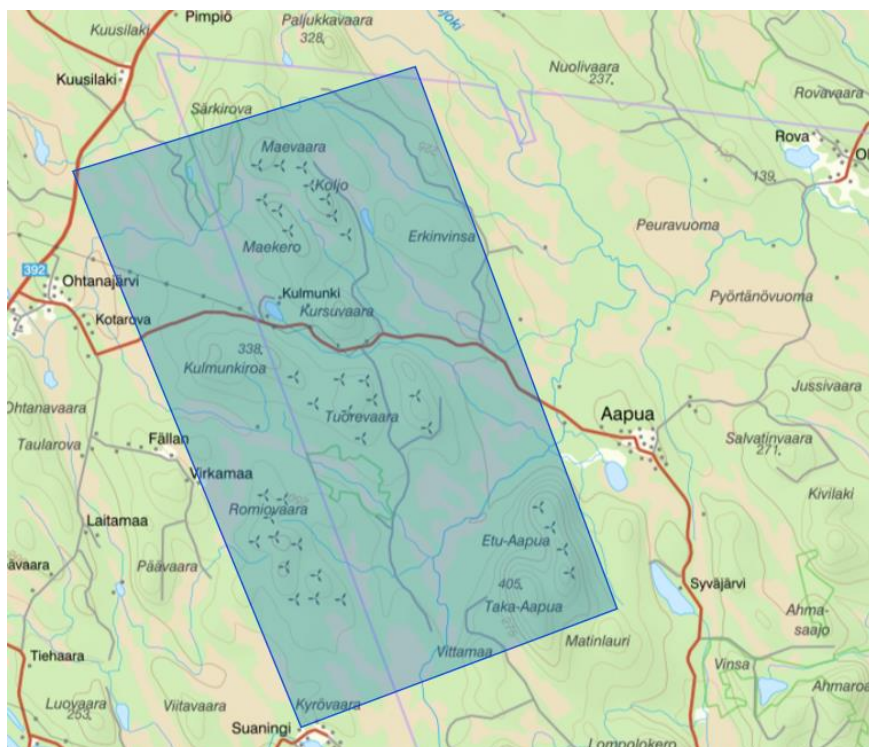 Pimpiö
Paljukkavaara
328.
Kuusilaki
Kuusilaki
Nuolivaara
237.
Rovavaara
Särkirova
Rova
Maevaara
Koljo
139.
Maekero
Erkinvinsa
Peuravuoma
392
Ohtanajärvi
Kulmunki
Kursuvaara
Pyörtänövuoma
Kotarova
338.
Kulmunkiroa
Jussivaara
Ohtanavaara
Tuorevaara
Aapua
Taularova
Fällan
Salvatinvaara
271.
Virkamaa
Kivilaki
Romiovaara
Laitamaa
Etu-Aapua
Päävaara
405.
Taka-Aapua
Syväjärvi
Ahma-
saajo
Matinlauri
Tiehaara
Vittamaa
Vinsa
Luovaara
253.
Viitavaara
Kyrövaara
Ahmaroa
Suaningi
Lompolokero